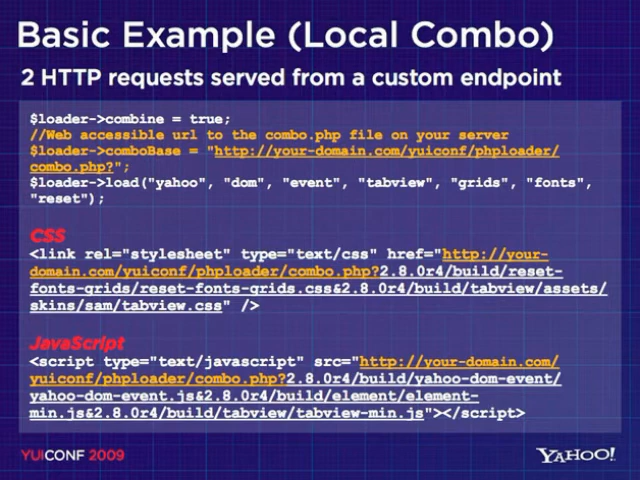 Basic Example (Local Combo)
2 HTTP requests served from a custom endpoint
$loader->combine = true;
//Web accessible url to the combo.php file on your server
$loader->comboBase = "http://your-domain.com/yuiconf/phploader/
combo.php?";
$loader->load("yahoo", "dom", "event", "tabview", "grids", "fonts",
"reset");
CSS
<link rel="stylesheet" type="text/css" href="http://your-
domain.com/yuiconf/phploader/combo.php?2.8.0r4/build/reset-
fonts-grids/reset-fonts-grids.css&2.8.0r4/build/tabview/assets/
skins/sam/tabview.css" />
JavaScript
<script type="text/javascript" src="http://your-domain.com/
yuiconf/phploader/combo.php?2.8.0r4/build/yahoo-dom-event/
yahoo-dom-event.js&2.8.0r4/build/element/element-
min.js&2.8.0r4/build/tabview/tabview-min.js"></script>
YUICONF 2009
YAHOO!